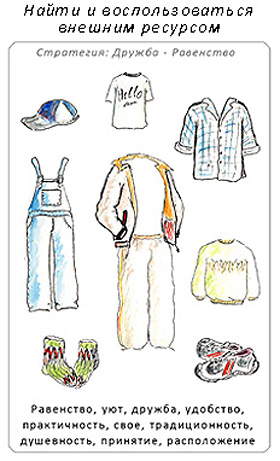 Найти и воспользоваться
внешним ресурсом
Стратегия: Дружба - Равенство
Hello
Равенство, уют, дружба, удобство,
практичность, свое, традиционность,
душевность, принятие, расположение